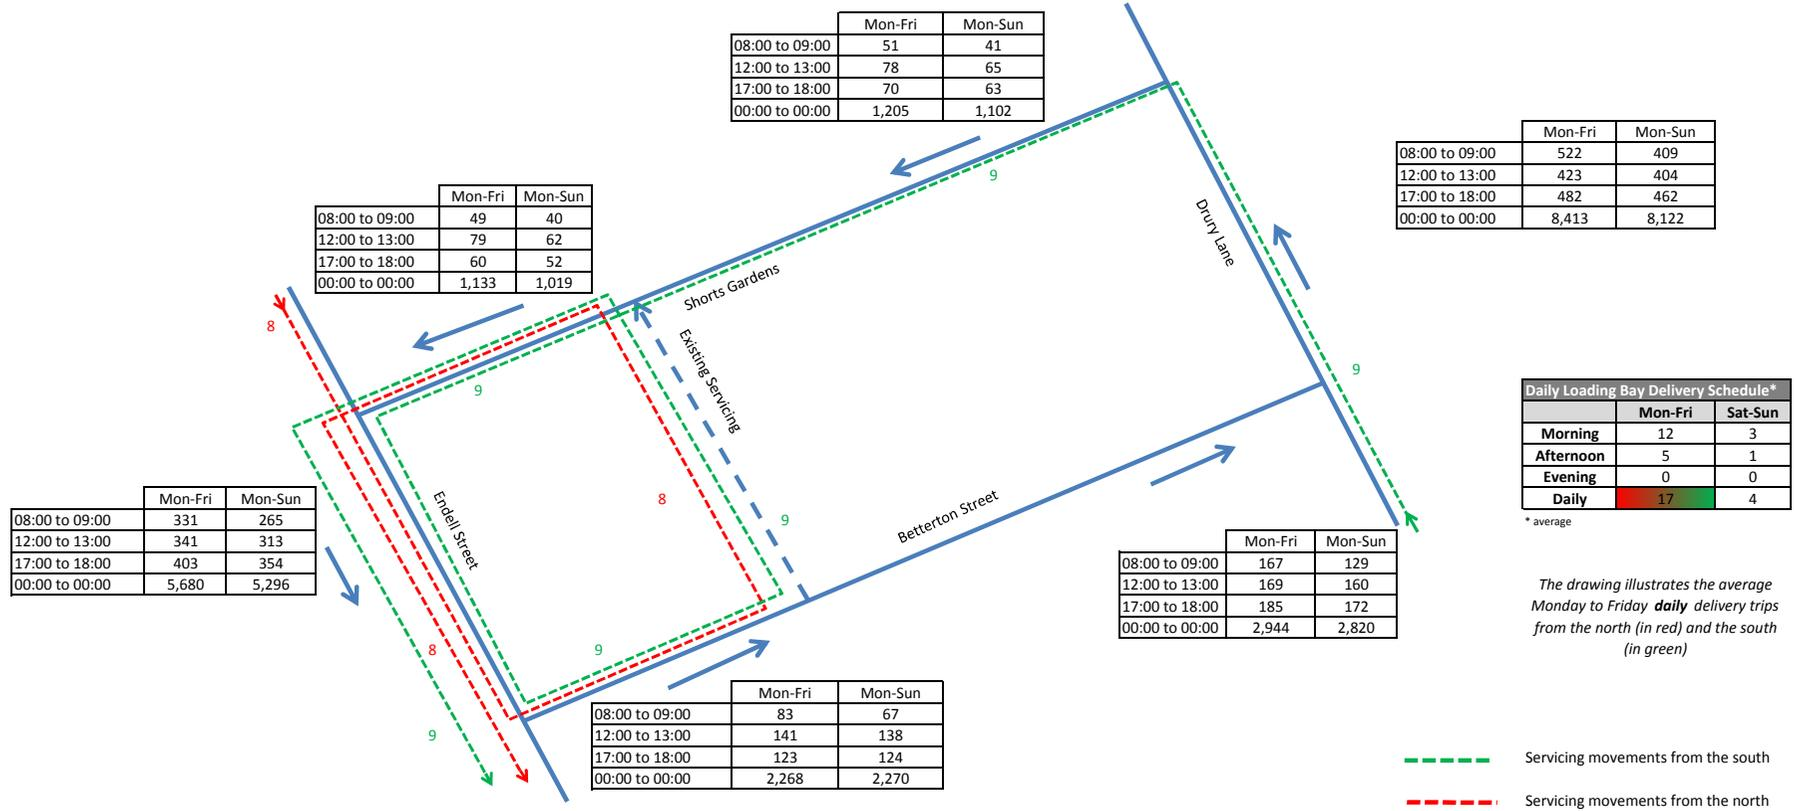 Mon-Fri Mon-Sun
08:00 to 09:00 51 41
12:00 to 13:00 78 65
17:00 to 18:00 70 63
00:00 to 00:00 1,205 1,102
Mon-Fri Mon-Sun
08:00 to 09:00 522 409
12:00 to 13:00 423 404
17:00 to 18:00 482 462
00:00 to 00:00 8,413 8,122
Mon-Fri Mon-Sun
08:00 to 09:00 49 40
12:00 to 13:00 79 62
17:00 to 18:00 60 52
00:00 to 00:00 1,133 1,019
9
Drury Lane
Shorts Gardens
8
Existing Servicing
9
9
Daily Loading Bay Delivery Schedule*
Mon-Fri Sat-Sun
Morning 12 3
Afternoon 5 1
Evening 0 0
Daily 17 4
* average
Mon-Fri Mon-Sun
08:00 to 09:00 331 265
12:00 to 13:00 341 313
17:00 to 18:00 403 354
00:00 to 00:00 5,680 5,296
Endell Street
8
9
Betterton Street
Mon-Fri Mon-Sun
08:00 to 09:00 167 129
12:00 to 13:00 169 160
17:00 to 18:00 185 172
00:00 to 00:00 2,944 2,820
The drawing illustrates the average
Monday to Friday daily delivery trips
from the north (in red) and the south
(in green)
8
9
9
Mon-Fri Mon-Sun
08:00 to 09:00 83 67
12:00 to 13:00 141 138
17:00 to 18:00 123 124
00:00 to 00:00 2,268 2,270
Servicing movements from the south
Servicing movements from the north